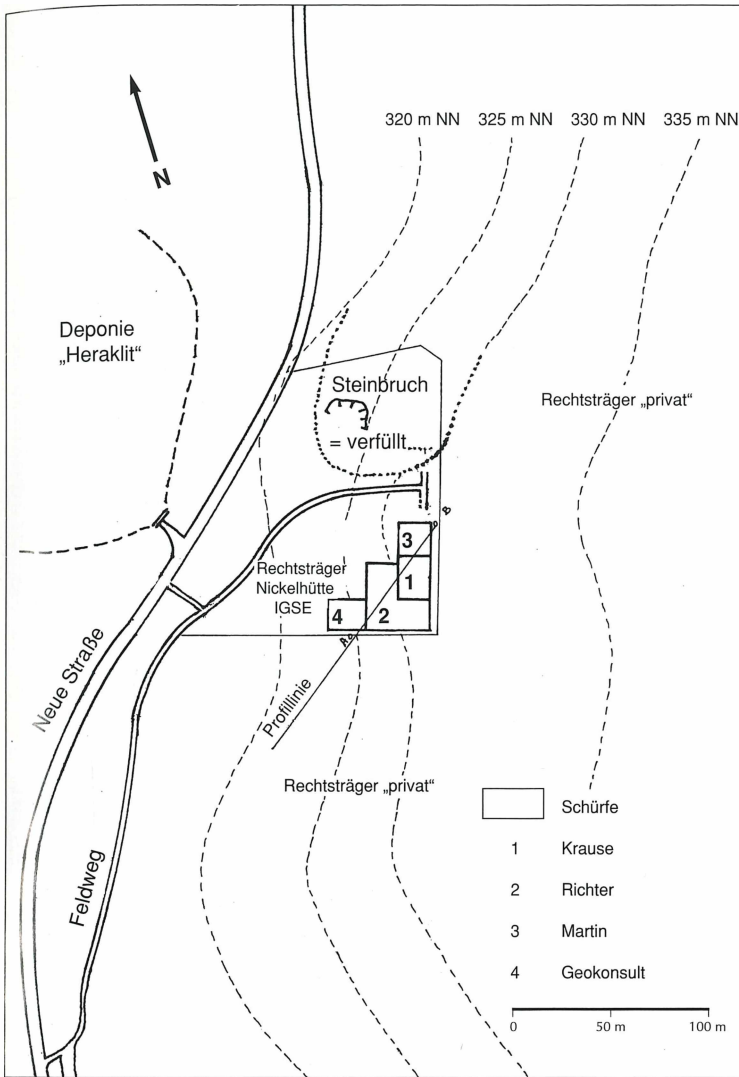 320 m NN 325 m NN 330 m NN 335 m NN
N
Deponie
„Heraklit“
Steinbruch
= verfüllt
Rechtsträger „privat“
3
B
Rechtsträger
Nickelhütte
IGSE
1
4
2
A
Neue Straße
Profillinie
Rechtsträger „privat“
Feldweg
Schürfe
1 Krause
2 Richter
3 Martin
4 Geokonsult
0 50 m 100 m